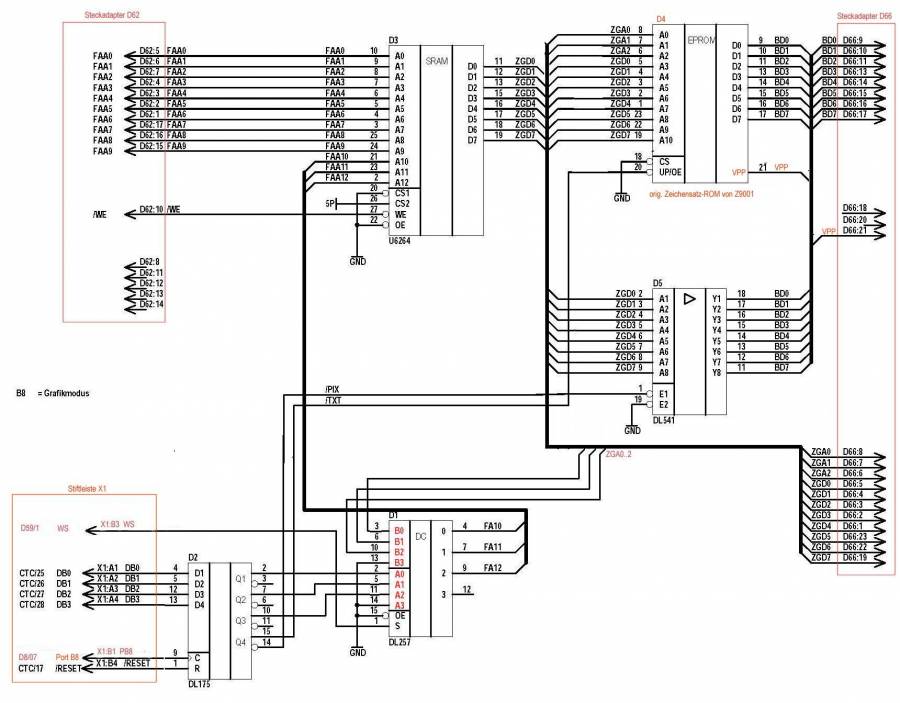 Steckadapter D62
FAA0 D62:5 FAA0
FAA1 D62:6 FAA1
FAA2 D62:7 FAA2
FAA3 D62:4 FAA3
FAA4 D62:3 FAA4
FAA5 D62:2 FAA5
FAA6 D62:1 FAA6
FAA7 D62:17 FAA7
FAA8 D62:16 FAA8
FAA9 D62:15 FAA9
/WE D62:10 /WE
D62:8
D62:11
D62:12
D62:13
D62:14
D3
SRAM
FAA0 10 A0
FAA1 9 A1
FAA2 8 A2
FAA3 7 A3
FAA4 6 A4
FAA5 5 A5
FAA6 4 A6
FAA7 3 A7
FAA8 25 A8
FAA9 24 A9
FAA10 21 A10
FAA11 23 A11
FAA12 2 A12
20 CS1
5P 26 CS2
27 WE
22 OE
U6264
GND
D0 11 ZGD0
D1 12 ZGD1
D2 13 ZGD2
D3 15 ZGD3
D4 16 ZGD4
D5 17 ZGD5
D6 18 ZGD6
D7 19 ZGD7
D4
EPROM
ZGA0 8 A0
ZGA1 7 A1
ZGA2 6 A2
ZGD0 5 A3
ZGD1 4 A4
ZGD2 3 A5
ZGD3 2 A6
ZGD4 1 A7
ZGD5 23 A8
ZGD6 22 A9
ZGD7 19 A10
18 CS
20 UP/OE
GND
D0 9 BD0
D1 10 BD1
D2 11 BD2
D3 13 BD3
D4 14 BD4
D5 15 BD5
D6 16 BD6
D7 17 BD7
VPP 21 VPP
orig. Zeichensatz-ROM von Z9001
Steckadapter D66
BD0 D66:9
BD1 D66:10
BD2 D66:11
BD3 D66:13
BD4 D66:14
BD5 D66:15
BD6 D66:16
BD7 D66:17
D66:18
D66:20
VPP D66:21
D5
ZGD0 2 A1
ZGD1 3 A2
ZGD2 4 A3
ZGD3 5 A4
ZGD4 6 A5
ZGD5 7 A6
ZGD6 8 A7
ZGD7 9 A8
1 E1
19 E2
DL541
GND
Y1 18 BD0
Y2 17 BD1
Y3 16 BD2
Y4 15 BD3
Y5 14 BD4
Y6 13 BD5
Y7 12 BD6
Y8 11 BD7
B8 = Grafikmodus
/PIX
/TXT
ZGA0..2
ZGA0 D66:8
ZGA1 D66:7
ZGA2 D66:6
ZGD0 D66:5
ZGD1 D66:4
ZGD2 D66:3
ZGD3 D66:2
ZGD4 D66:1
ZGD5 D66:23
ZGD6 D66:22
ZGD7 D66:19
Stiftleiste X1
D59/1 WS X1:B3 WS
CTC/25 DB0 X1:A1 DB0
CTC/26 DB1 X1:A2 DB1
CTC/27 DB2 X1:A3 DB2
CTC/28 DB3 X1:A4 DB3
D8/07 Port B8 X1:B1 PB8
CTC/17 /RESET X1:B4 /RESET
D2
4 D1
5 D2
12 D3
13 D4
9 C
1 R
DL175
Q1 2
3
Q2 7
6
Q3 10
11
Q4 15
14
D1
DC
3 B0
6 B1
10 B2
13 B3
2 A0
5 A1
11 A2
14 A3
15 OE
1 S
DL257
GND
0 4 FA10
1 7 FA11
2 9 FA12
3 12